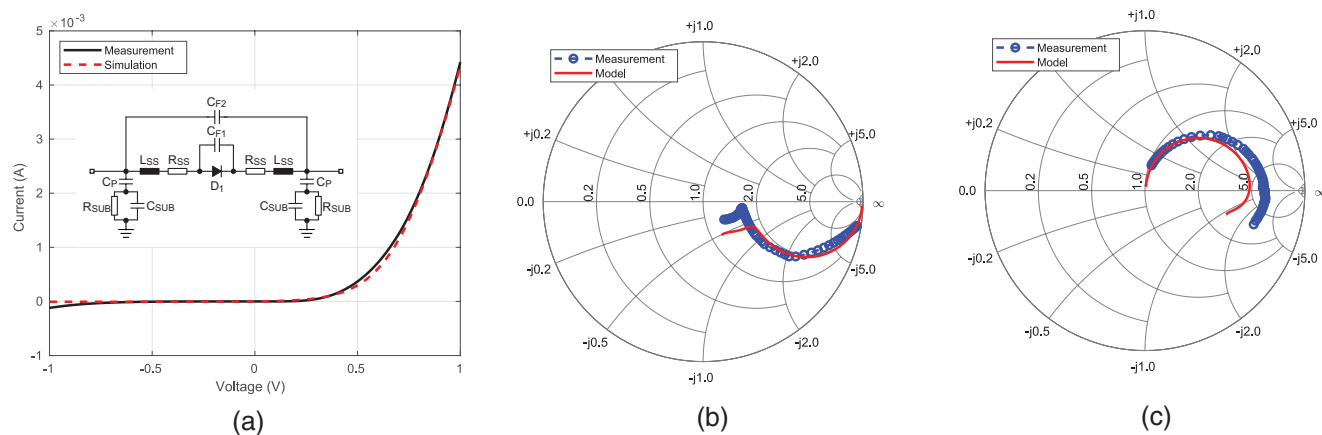 ×10⁻³
5
4
3
2
1
0
-1
Current (A)
-1
-0.5
0
0.5
1
Voltage (V)
Measurement
Simulation
C_F2
C_F1
L_SS
R_SS
D_1
R_SS
L_SS
C_P
R_SUB
C_SUB
C_P
C_SUB
R_SUB
(a)
+j1.0
Measurement
Model
+j2.0
+j5.0
+j0.2
0.0
0.2
0.5
1.0
2.0
5.0
∞
-j0.2
-j5.0
-j0.5
-j2.0
-j1.0
(b)
+j1.0
Measurement
Model
+j2.0
+j5.0
+j0.2
0.0
0.2
0.5
1.0
2.0
5.0
∞
-j0.2
-j5.0
-j0.5
-j2.0
-j1.0
(c)